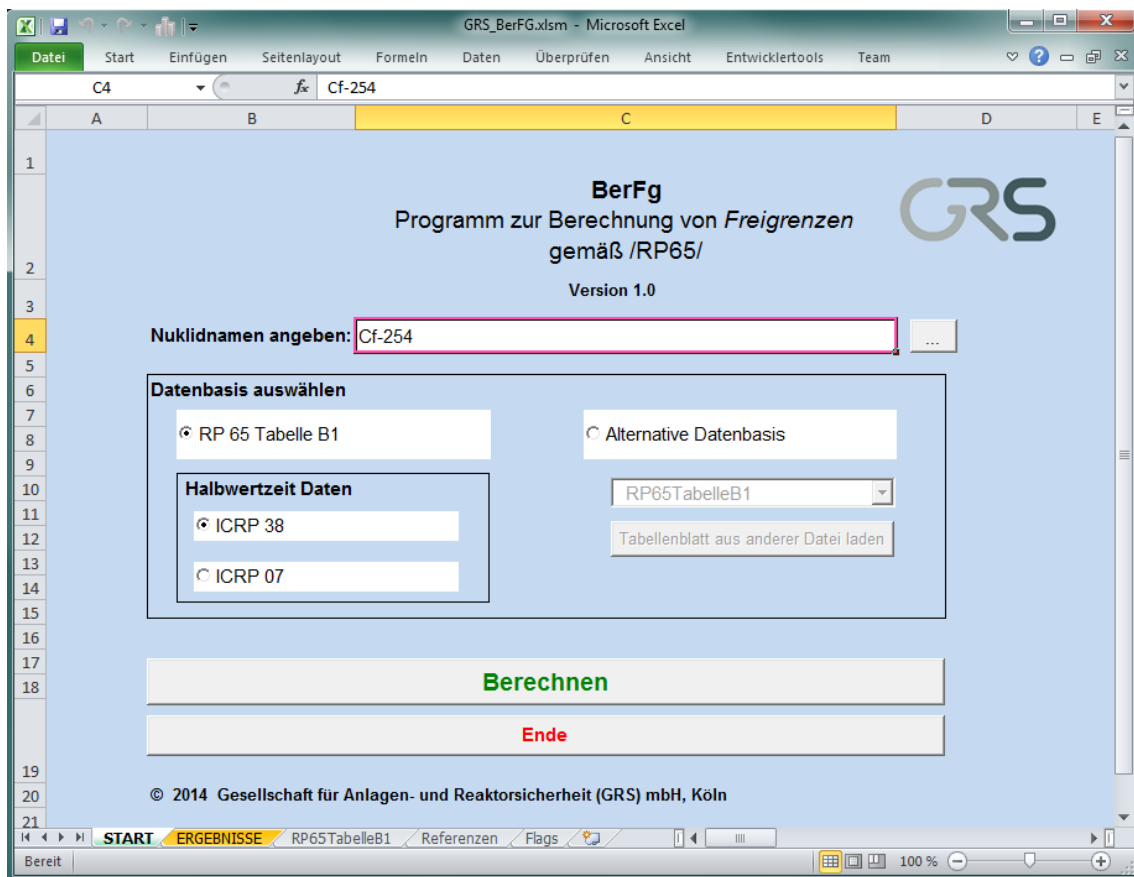 GRS_BerFG.xlsm - Microsoft Excel
Datei Start Einfügen Seitenlayout Formeln Daten Überprüfen Ansicht Entwicklertools Team
C4 fx Cf-254
A B C D E
1
BerFg
Programm zur Berechnung von Freigrenzen
gemäß /RP65/
GRS
2
Version 1.0
3
4 Nuklidnamen angeben: Cf-254 ...
5
6 Datenbasis auswählen
7
8 RP 65 Tabelle B1 Alternative Datenbasis
9
10 Halbwertzeit Daten RP65TabelleB1
11
ICRP 38
12 Tabellenblatt aus anderer Datei laden
13
ICRP 07
14
15
16
17
18 Berechnen
Ende
19
20 © 2014 Gesellschaft für Anlagen- und Reaktorsicherheit (GRS) mbH, Köln
21
START ERGEBNISSE RP65TabelleB1 Referenzen Flags
Bereit 100 %